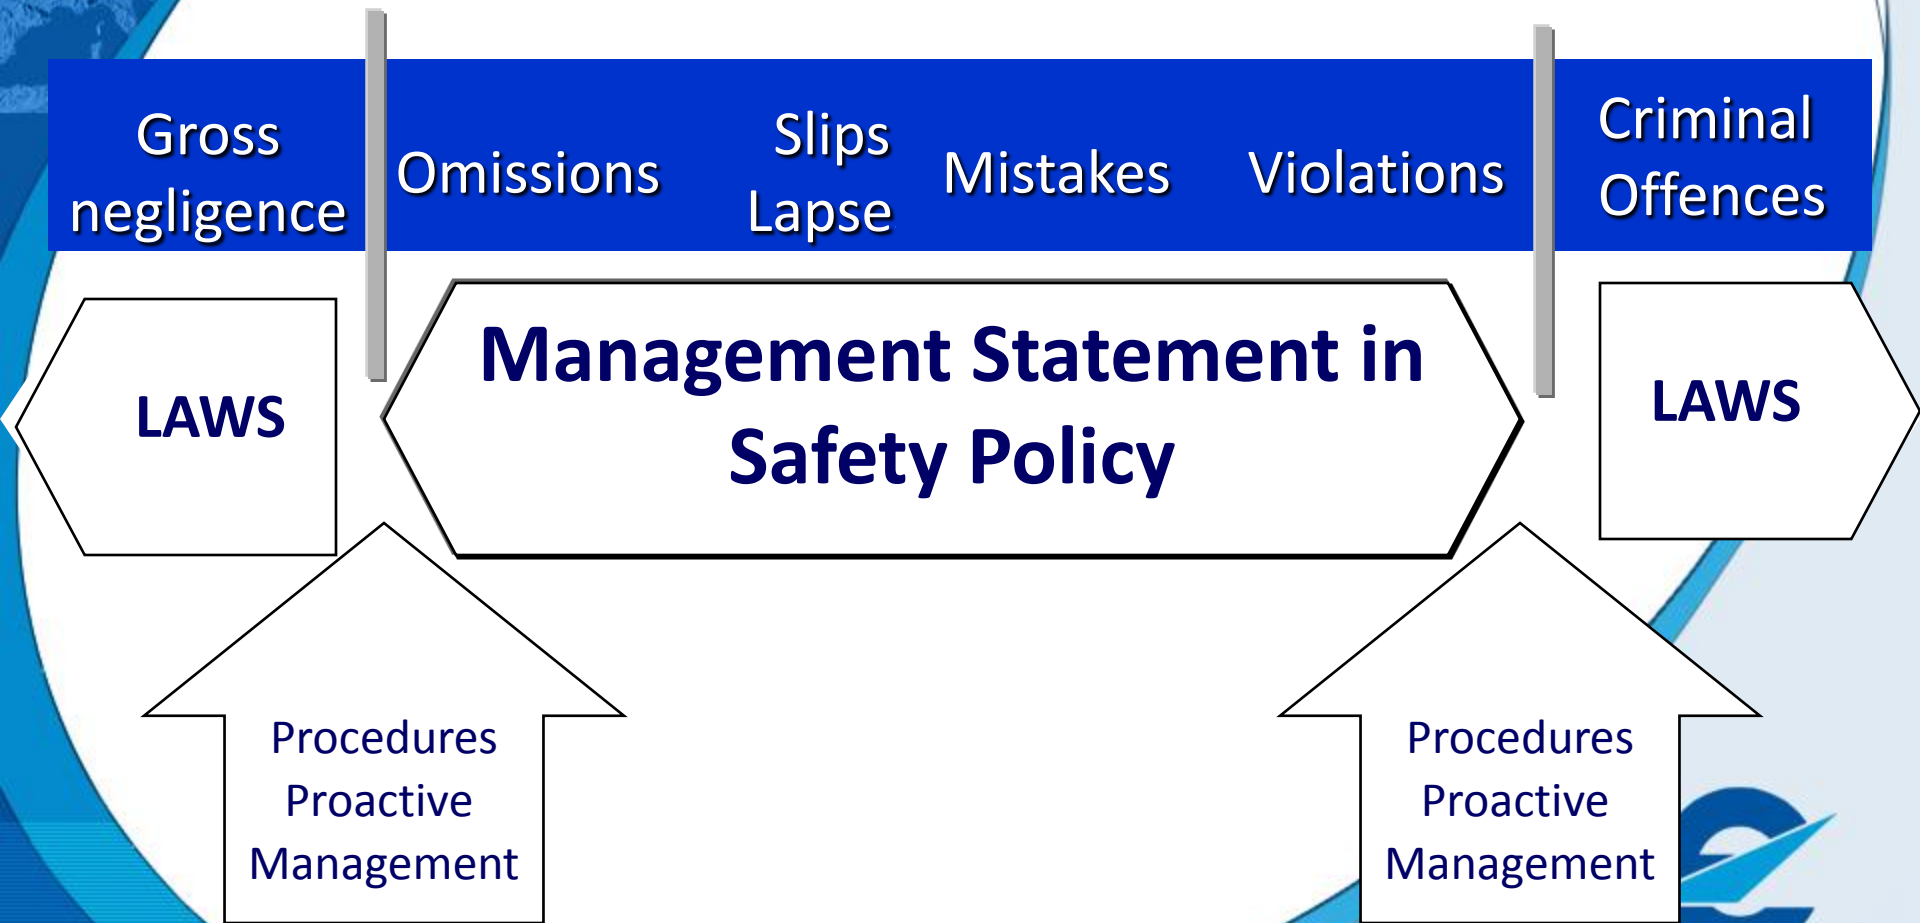 Gross
negligence
Omissions
Slips
Lapse
Mistakes
Violations
Criminal
Offences
LAWS
Management Statement in
Safety Policy
LAWS
Procedures
Proactive
Management
Procedures
Proactive
Management